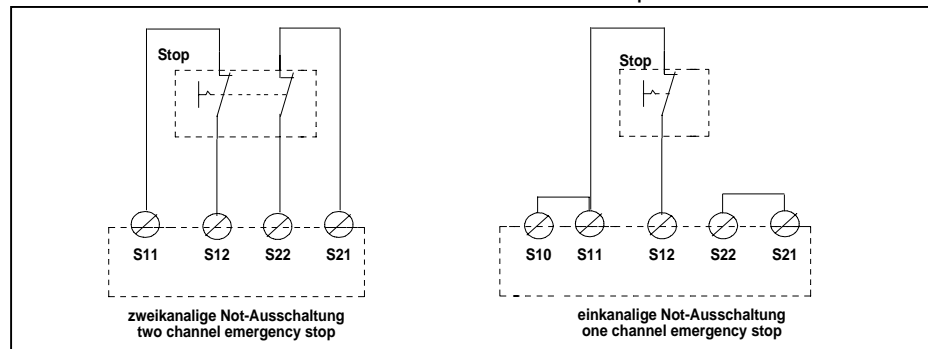 Stop
S11 S12 S22 S21
zweikanalige Not-Ausschaltung
two channel emergency stop
Stop
S10 S11 S12 S22 S21
einkanalige Not-Ausschaltung
one channel emergency stop